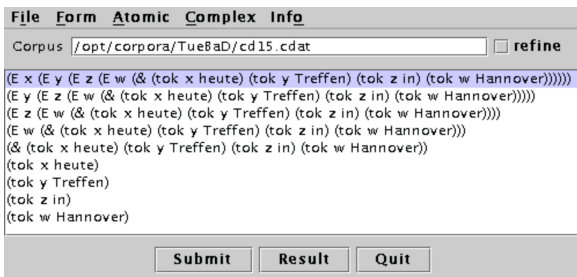 File Form Atomic Complex Info
Corpus /opt/corpora/TueBaD/cd15.cdat refine
(E x (E y (E z (E w (& (tok x heute) (tok y Treffen) (tok z in) (tok w Hannover))))))
(E y (E z (E w (& (tok x heute) (tok y Treffen) (tok z in) (tok w Hannover)))))
(E z (E w (& (tok x heute) (tok y Treffen) (tok z in) (tok w Hannover))))
(E w (& (tok x heute) (tok y Treffen) (tok z in) (tok w Hannover)))
(& (tok x heute) (tok y Treffen) (tok z in) (tok w Hannover))
(tok x heute)
(tok y Treffen)
(tok z in)
(tok w Hannover)
Submit Result Quit